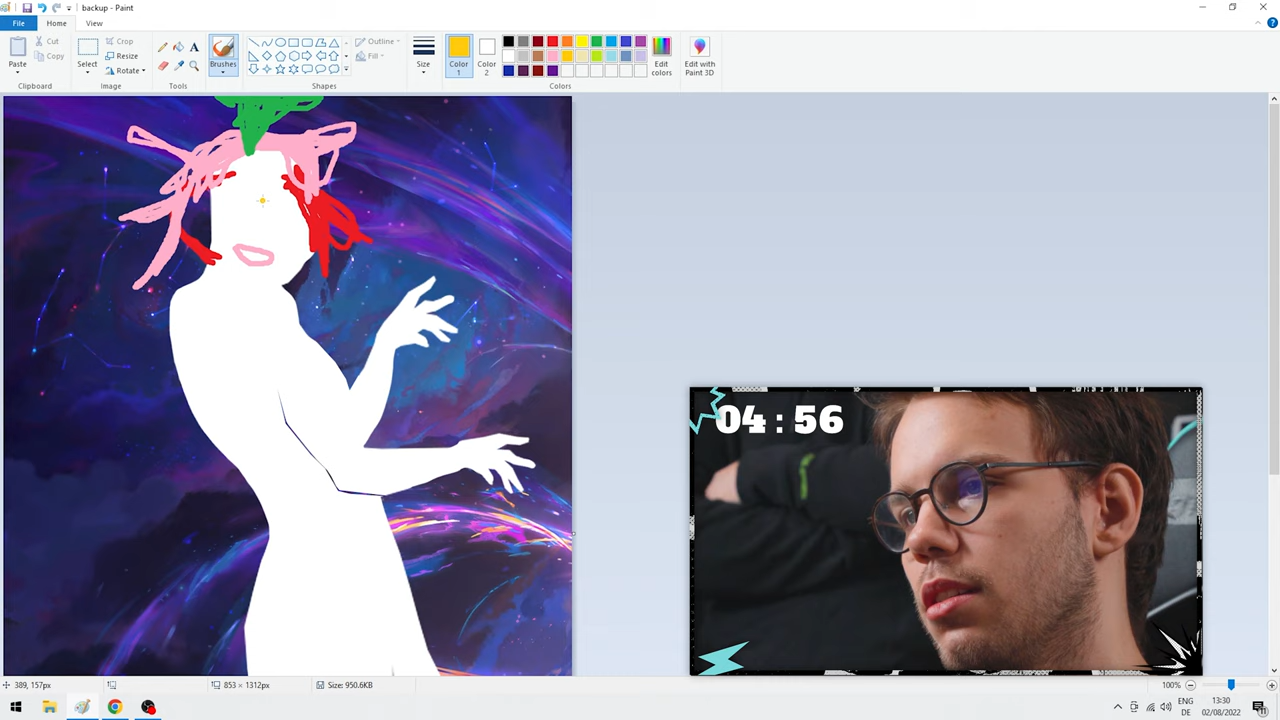 backup - Paint
File
Home
View
Paste
Cut
Copy
Clipboard
Select
Crop
Resize
Rotate
Image
A
Tools
Brushes
Outline
Fill
Shapes
Size
Color
1
Color
2
Edit
colors
Colors
Edit with
Paint 3D
04:56
389, 157px
853 × 1312px
Size: 950.6KB
100%
ENG
DE
13:30
02/08/2022